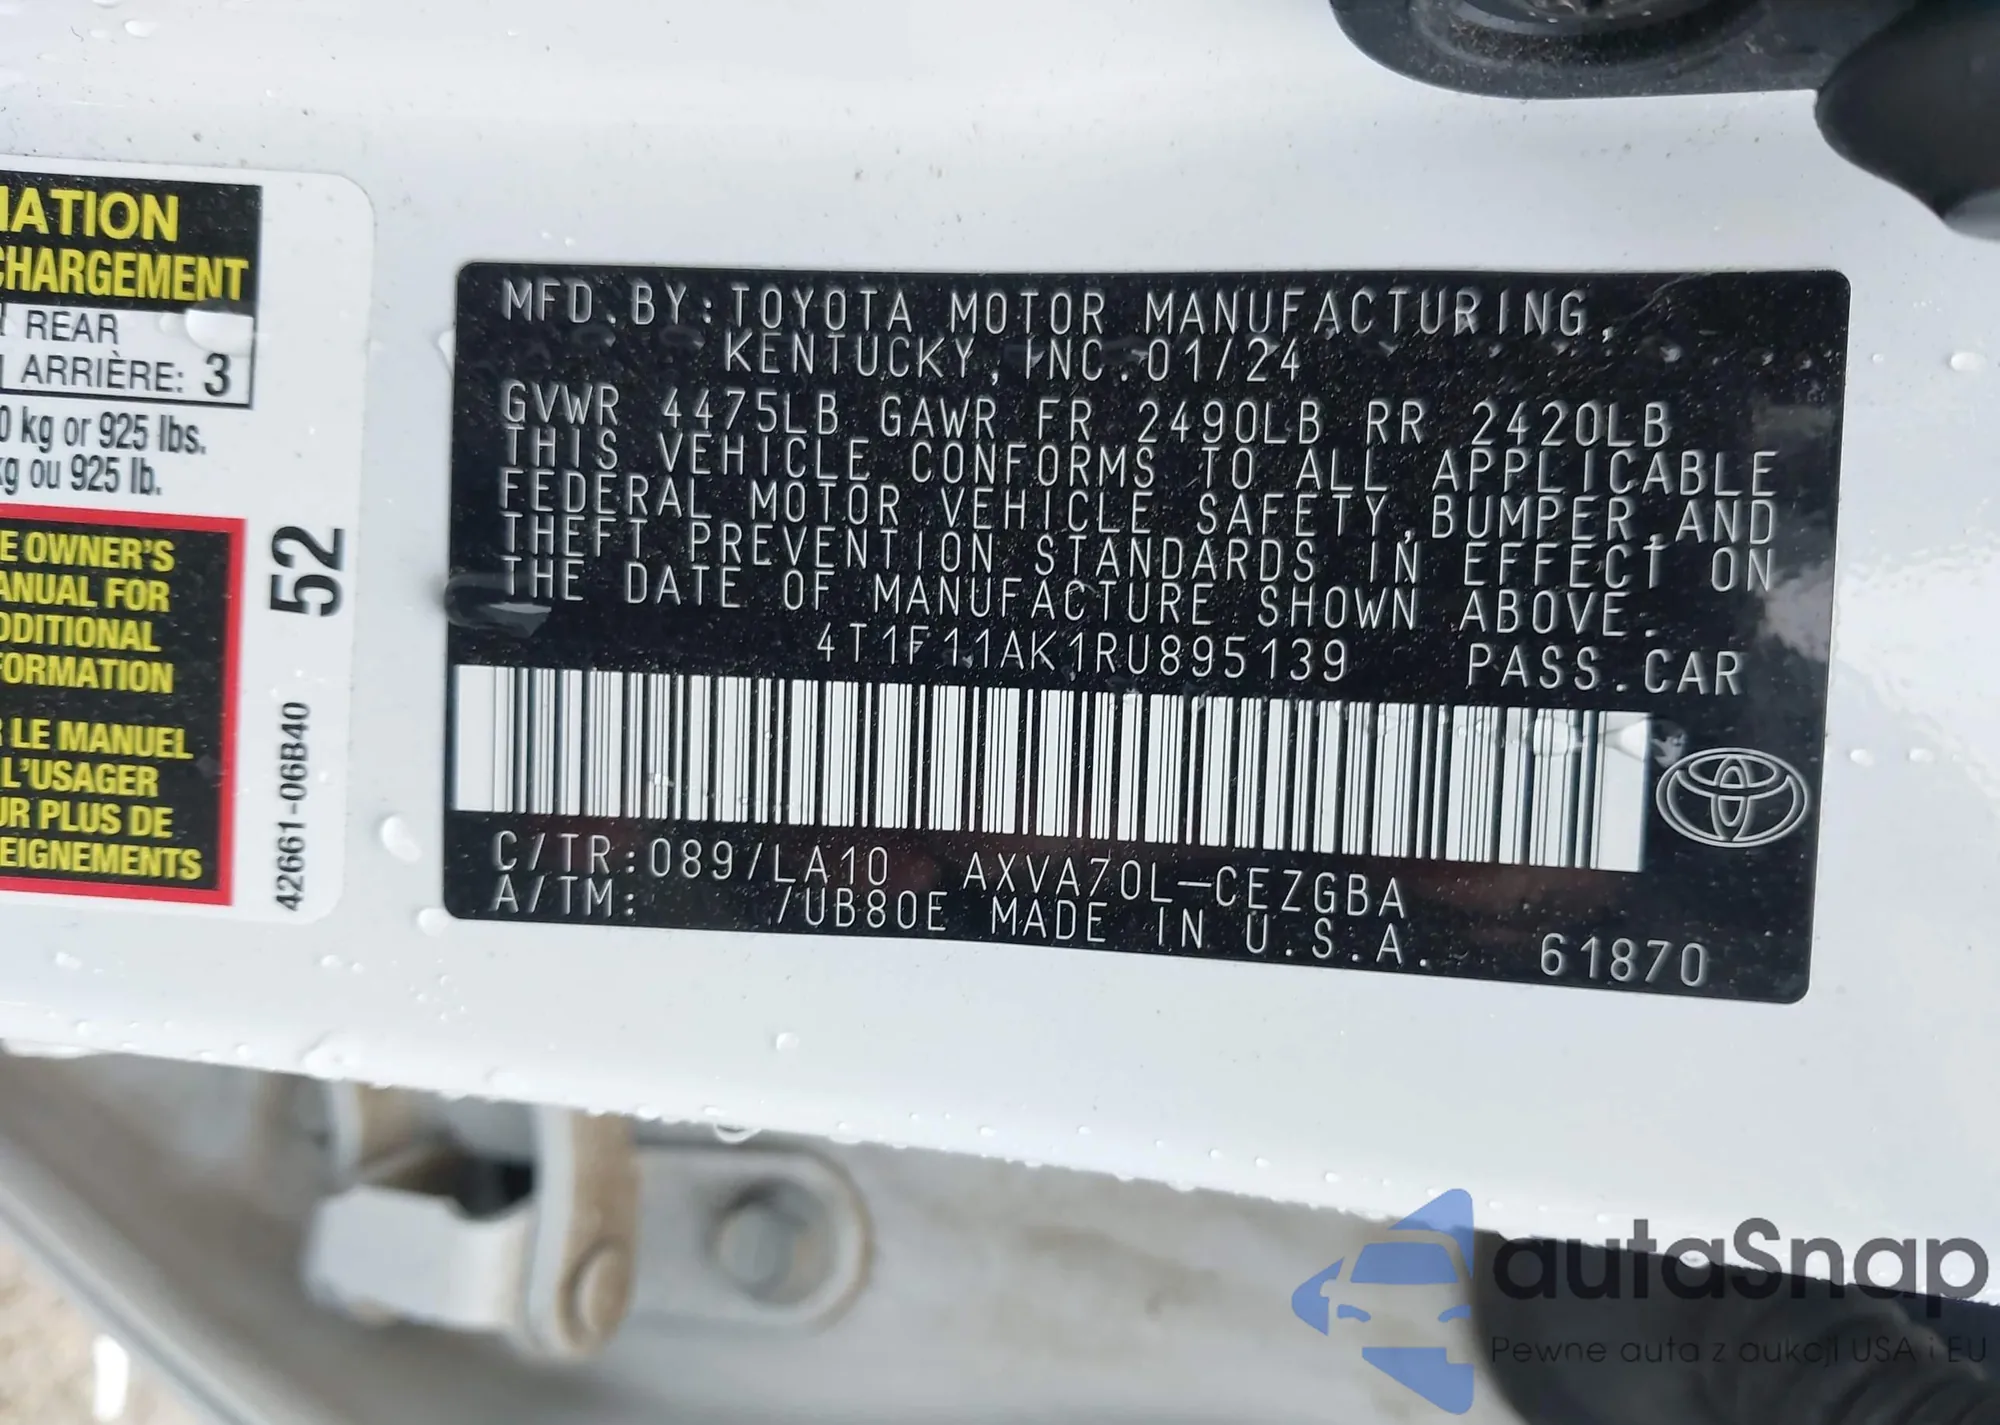 MATION
CHARGEMENT
REAR
ARRIÈRE: 3
0 kg or 925 lbs.
kg ou 925 lb.
E OWNER'S
ANUAL FOR
DDITIONAL
FORMATION
R LE MANUEL
L'USAGER
UR PLUS DE
EIGNEMENTS
52
42661-06B40
MFD.BY:TOYOTA MOTOR MANUFACTURING,
KENTUCKY, INC.01/24
GVWR 4475LB GAWR FR 2490LB RR 2420LB
THIS VEHICLE CONFORMS TO ALL APPLICABLE
FEDERAL MOTOR VEHICLE SAFETY,BUMPER,AND
THEFT PREVENTION STANDARDS IN EFFECT ON
THE DATE OF MANUFACTURE SHOWN ABOVE.
4T1F11AK1RU895139 PASS.CAR
C/TR:089/LA10 AXVA70L-CEZGBA
A/TM: /UB80E MADE IN U.S.A. 61870
autaSnap
Pewne auta z aukcji USA i EU